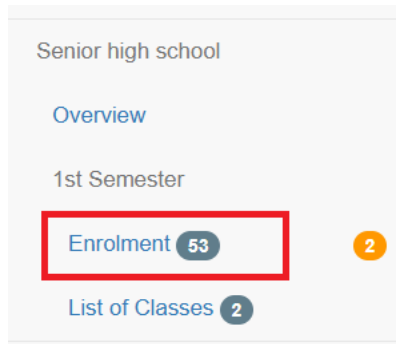 Senior high school
Overview
1st Semester
Enrolment 53 2
List of Classes 2